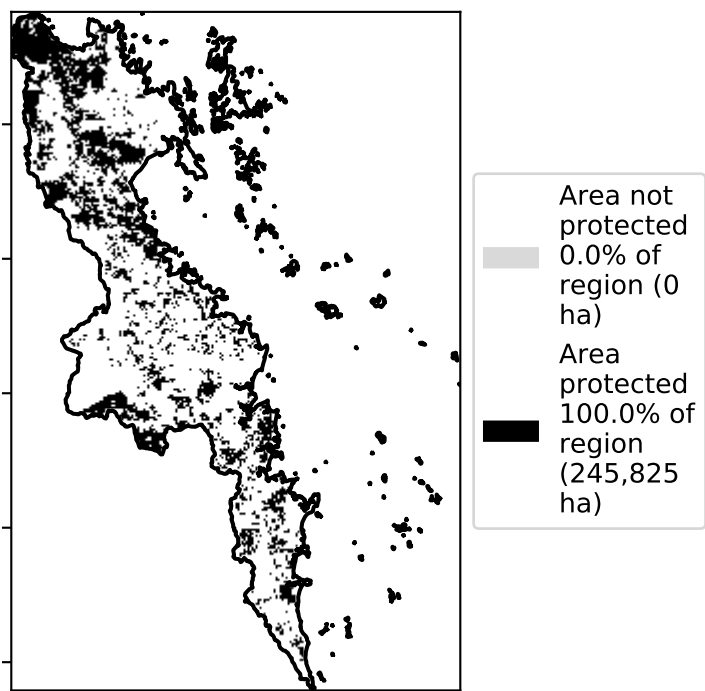 Area not
protected
0.0% of
region (0
ha)
Area
protected
100.0% of
region
(245,825
ha)